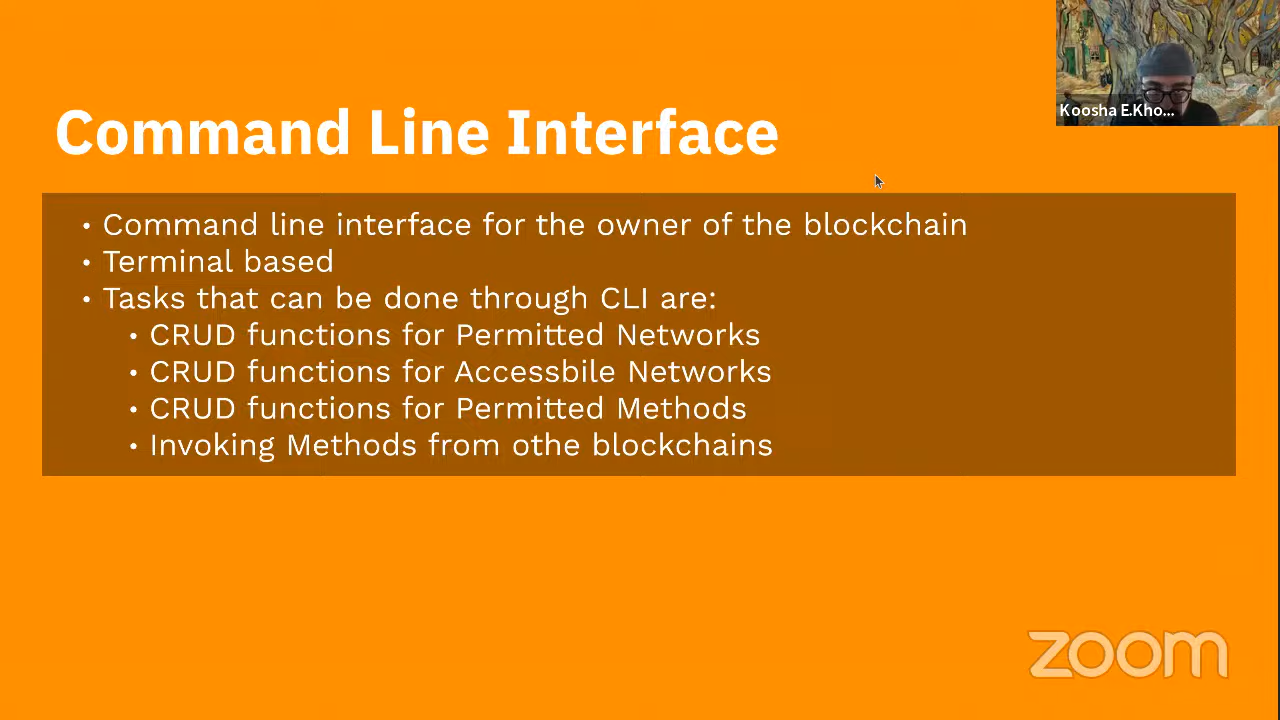 Koosha E.Kho...
Command Line Interface
• Command line interface for the owner of the blockchain
• Terminal based
• Tasks that can be done through CLI are:
• CRUD functions for Permitted Networks
• CRUD functions for Accessbile Networks
• CRUD functions for Permitted Methods
• Invoking Methods from othe blockchains
zoom